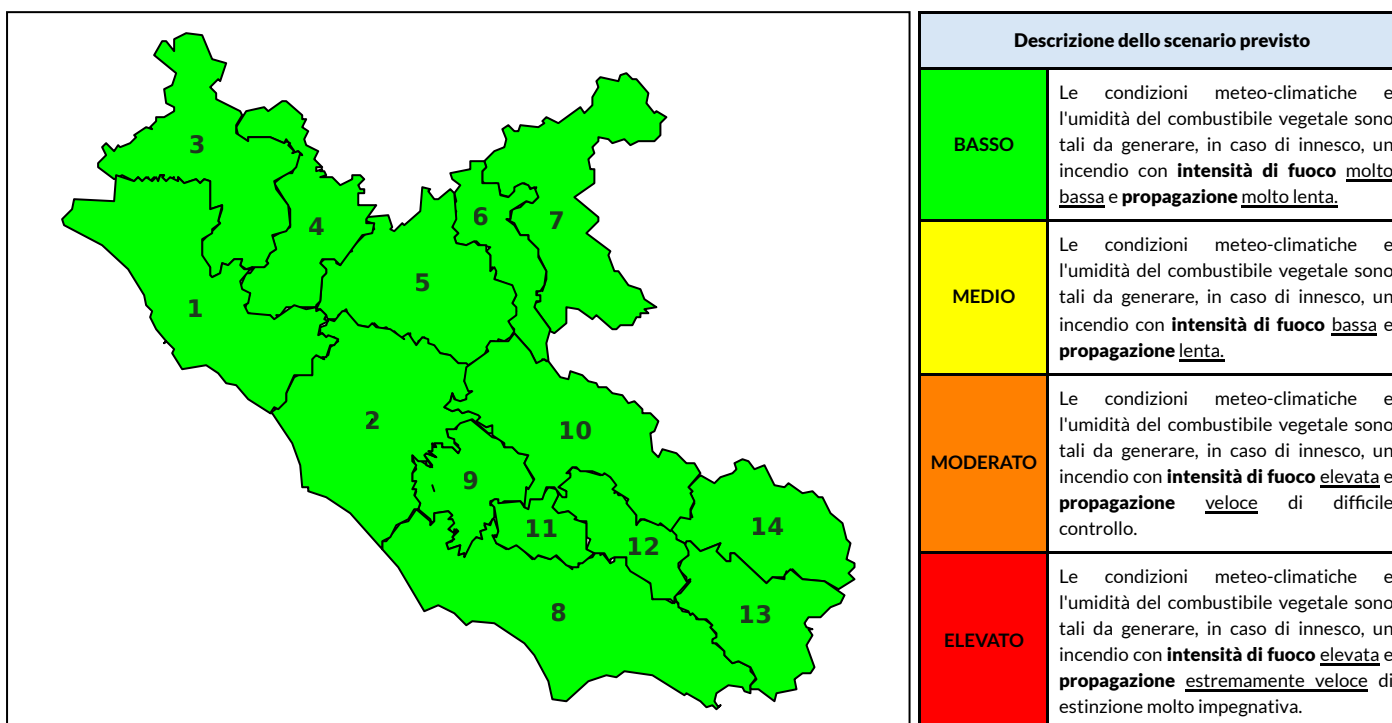 3
4
6
7
5
1
2
10
9
14
11
12
8
13
Descrizione dello scenario previsto
BASSO
Le condizioni meteo-climatiche e
l'umidità del combustibile vegetale sono
tali da generare, in caso di innesco, un
incendio con intensità di fuoco molto
bassa e propagazione molto lenta.
MEDIO
Le condizioni meteo-climatiche e
l'umidità del combustibile vegetale sono
tali da generare, in caso di innesco, un
incendio con intensità di fuoco bassa e
propagazione lenta.
MODERATO
Le condizioni meteo-climatiche e
l'umidità del combustibile vegetale sono
tali da generare, in caso di innesco, un
incendio con intensità di fuoco elevata e
propagazione veloce di difficile
controllo.
ELEVATO
Le condizioni meteo-climatiche e
l'umidità del combustibile vegetale sono
tali da generare, in caso di innesco, un
incendio con intensità di fuoco elevata e
propagazione estremamente veloce di
estinzione molto impegnativa.